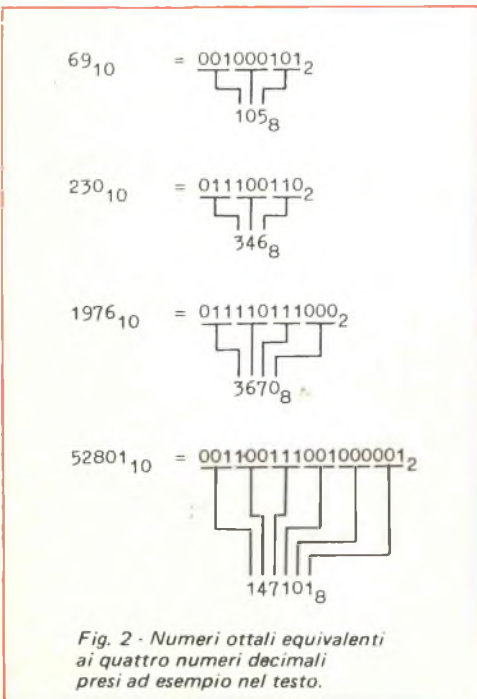 69₁₀ = 001000101₂
105₈
230₁₀ = 011100110₂
346₈
1976₁₀ = 011110111000₂
3670₈
52801₁₀ = 001100111001000001₂
147101₈
Fig. 2 - Numeri ottali equivalenti
ai quattro numeri decimali
presi ad esempio nel testo.